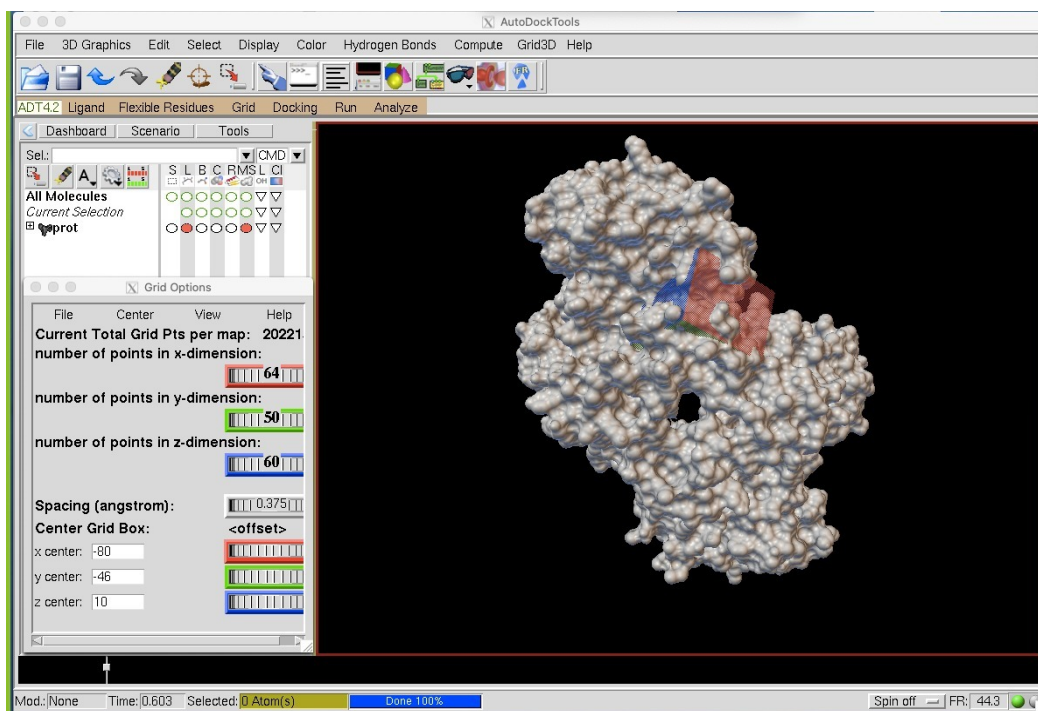 AutoDockTools
File 3D Graphics Edit Select Display Color Hydrogen Bonds Compute Grid3D Help
ADT4.2 Ligand Flexible Residues Grid Docking Run Analyze
Dashboard Scenario Tools
Sel.: CMD
S L B C R MS L Cl
All Molecules
Current Selection
prot
Grid Options
File Center View Help
Current Total Grid Pts per map: 20221
number of points in x-dimension:
64
number of points in y-dimension:
50
number of points in z-dimension:
60
Spacing (angstrom): 0.375
Center Grid Box: <offset>
x center: -80
y center: -46
z center: 10
Mod.: None Time: 0.603 Selected: 0 Atom(s) Done 100% Spin off FR: 44.3